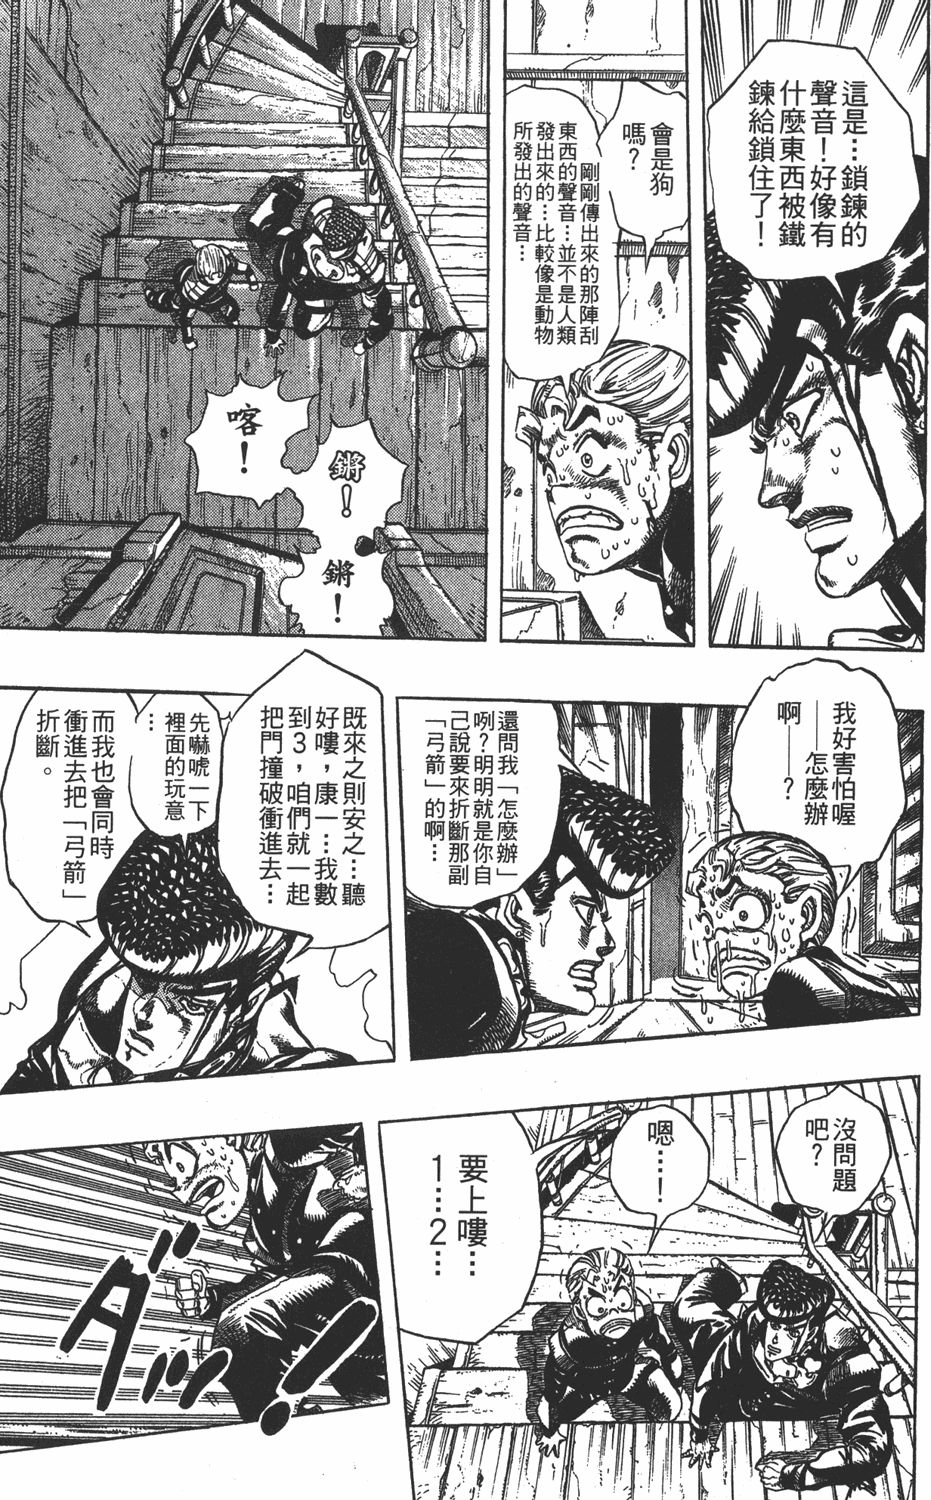 這是…鎖鍊的
聲音！好像有
什麼東西被鐵
鍊給鎖住了！
會是狗
嗎？
剛剛傳出來的那陣刮
東西的聲音…並不是人類
發出來的…比較像是動物
所發出的聲音…
喀！
鏘！
鏘！
我好害怕喔
——怎麼辦
啊——？
還問我「怎麼辦」
咧？明明就是你自
己說要來折斷那副
「弓箭」的啊…
既來之則安之…聽
好嘍，康一…我數
到3，咱們就一起
把門撞破衝進去…
先嚇唬一下
裡面的玩意
…
而我也會同時
衝進去把「弓箭」
折斷。
沒問題
吧？
嗯…！
要上嘍…
1…2…
ダッ！